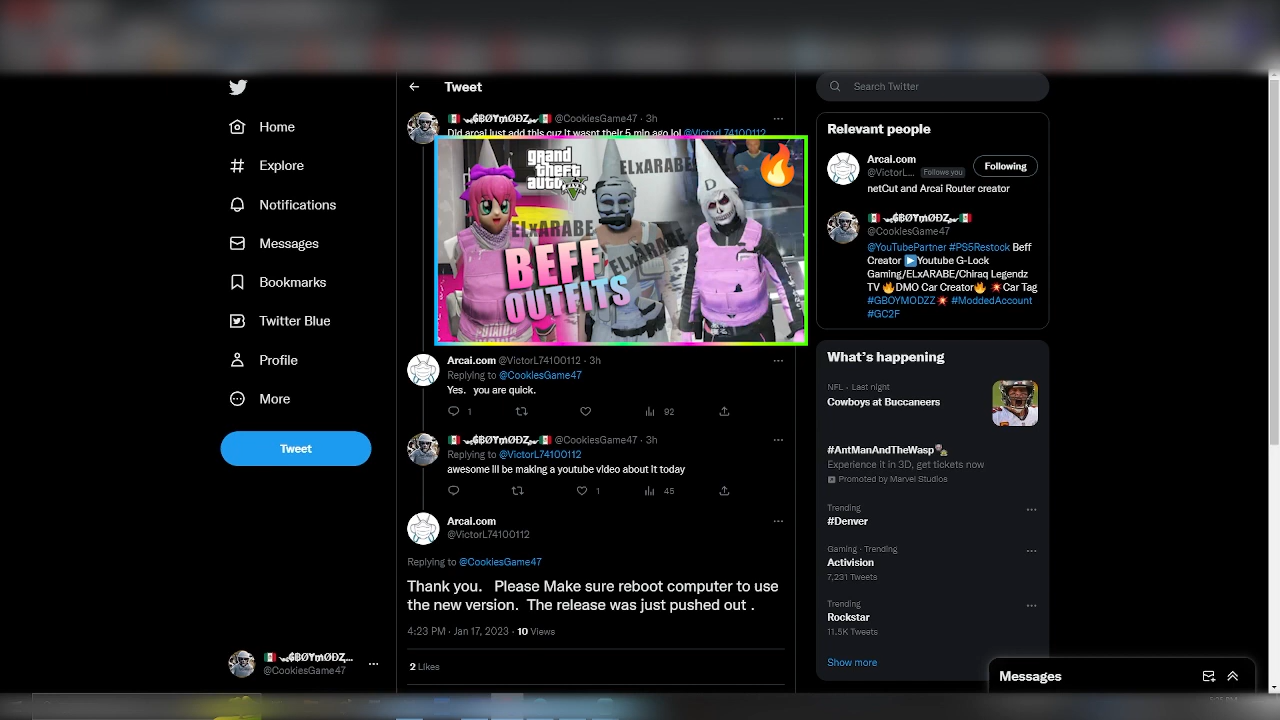 Home
Explore
Notifications
Messages
Bookmarks
Twitter Blue
Profile
More
Tweet
@CookiesGame47
Tweet
@CookiesGame47 · 3h
Did arcai just add this cuz it wasnt their 5 min ago lol @VictorL74100112
grand
theft
auto
V
ELxARABE
D
ELxARABE
ELxARABE
BEFF
OUTFITS
Arcai.com @VictorL74100112 · 3h
Replying to @CookiesGame47
Yes. you are quick.
1
92
@CookiesGame47 · 3h
Replying to @VictorL74100112
awesome ill be making a youtube video about it today
1
45
Arcai.com
@VictorL74100112
Replying to @CookiesGame47
Thank you. Please Make sure reboot computer to use
the new version. The release was just pushed out .
4:23 PM · Jan 17, 2023 · 10 Views
2 Likes
Search Twitter
Relevant people
Arcai.com
@VictorL... Follows you
Following
netCut and Arcai Router creator
@CookiesGame47
@YouTubePartner #PS5Restock Beff
Creator ▶️Youtube G-Lock
Gaming/ELxARABE/Chiraq Legendz
TV 🔥DMO Car Creator🔥 💥Car Tag
#GBOYMODZZ💥 #ModdedAccount
#GC2F
What's happening
NFL · Last night
Cowboys at Buccaneers
#AntManAndTheWasp
Experience it in 3D, get tickets now
Promoted by Marvel Studios
Trending
#Denver
Gaming · Trending
Activision
7,231 Tweets
Trending
Rockstar
11.5K Tweets
Show more
Messages